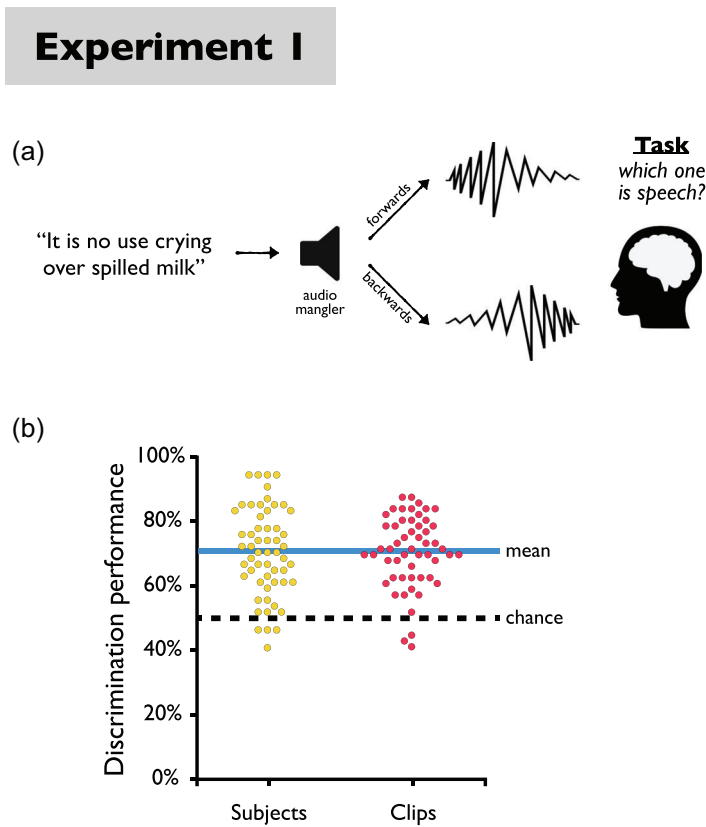 Experiment 1
(a)
Task
which one
is speech?
forwards
“It is no use crying
over spilled milk”
audio
mangler
backwards
(b)
100%
80%
60%
40%
20%
0%
Discrimination performance
mean
chance
Subjects
Clips